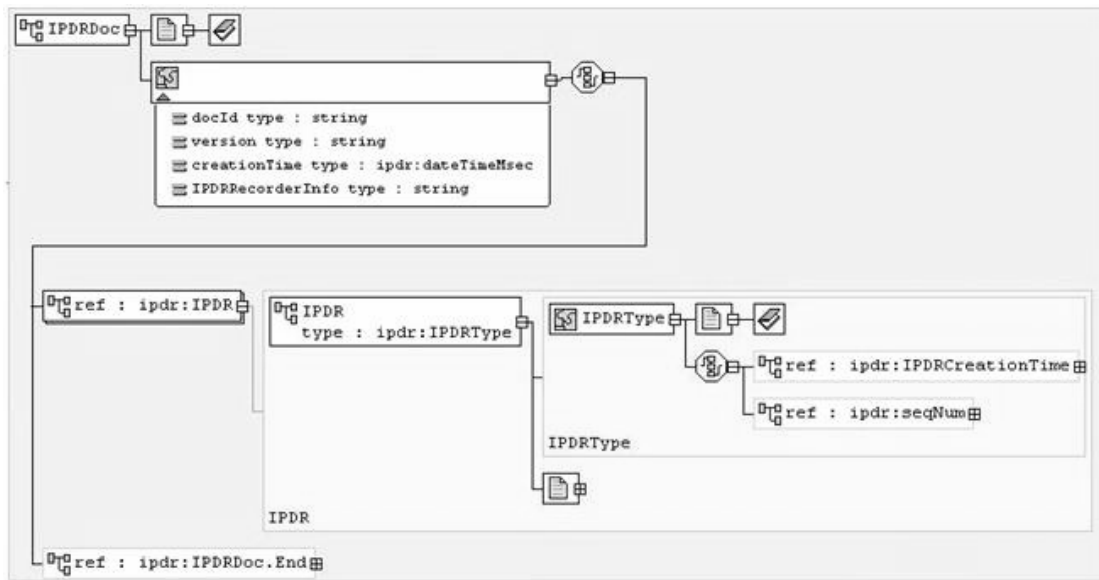 IPDRDoc
docId type : string
version type : string
creationTime type : ipdr:dateTimeMsec
IPDRRecorderInfo type : string
ref : ipdr:IPDR
IPDR
type : ipdr:IPDRType
IPDRType
ref : ipdr:IPDRCreationTime
ref : ipdr:seqNum
IPDRType
IPDR
ref : ipdr:IPDRDoc.End